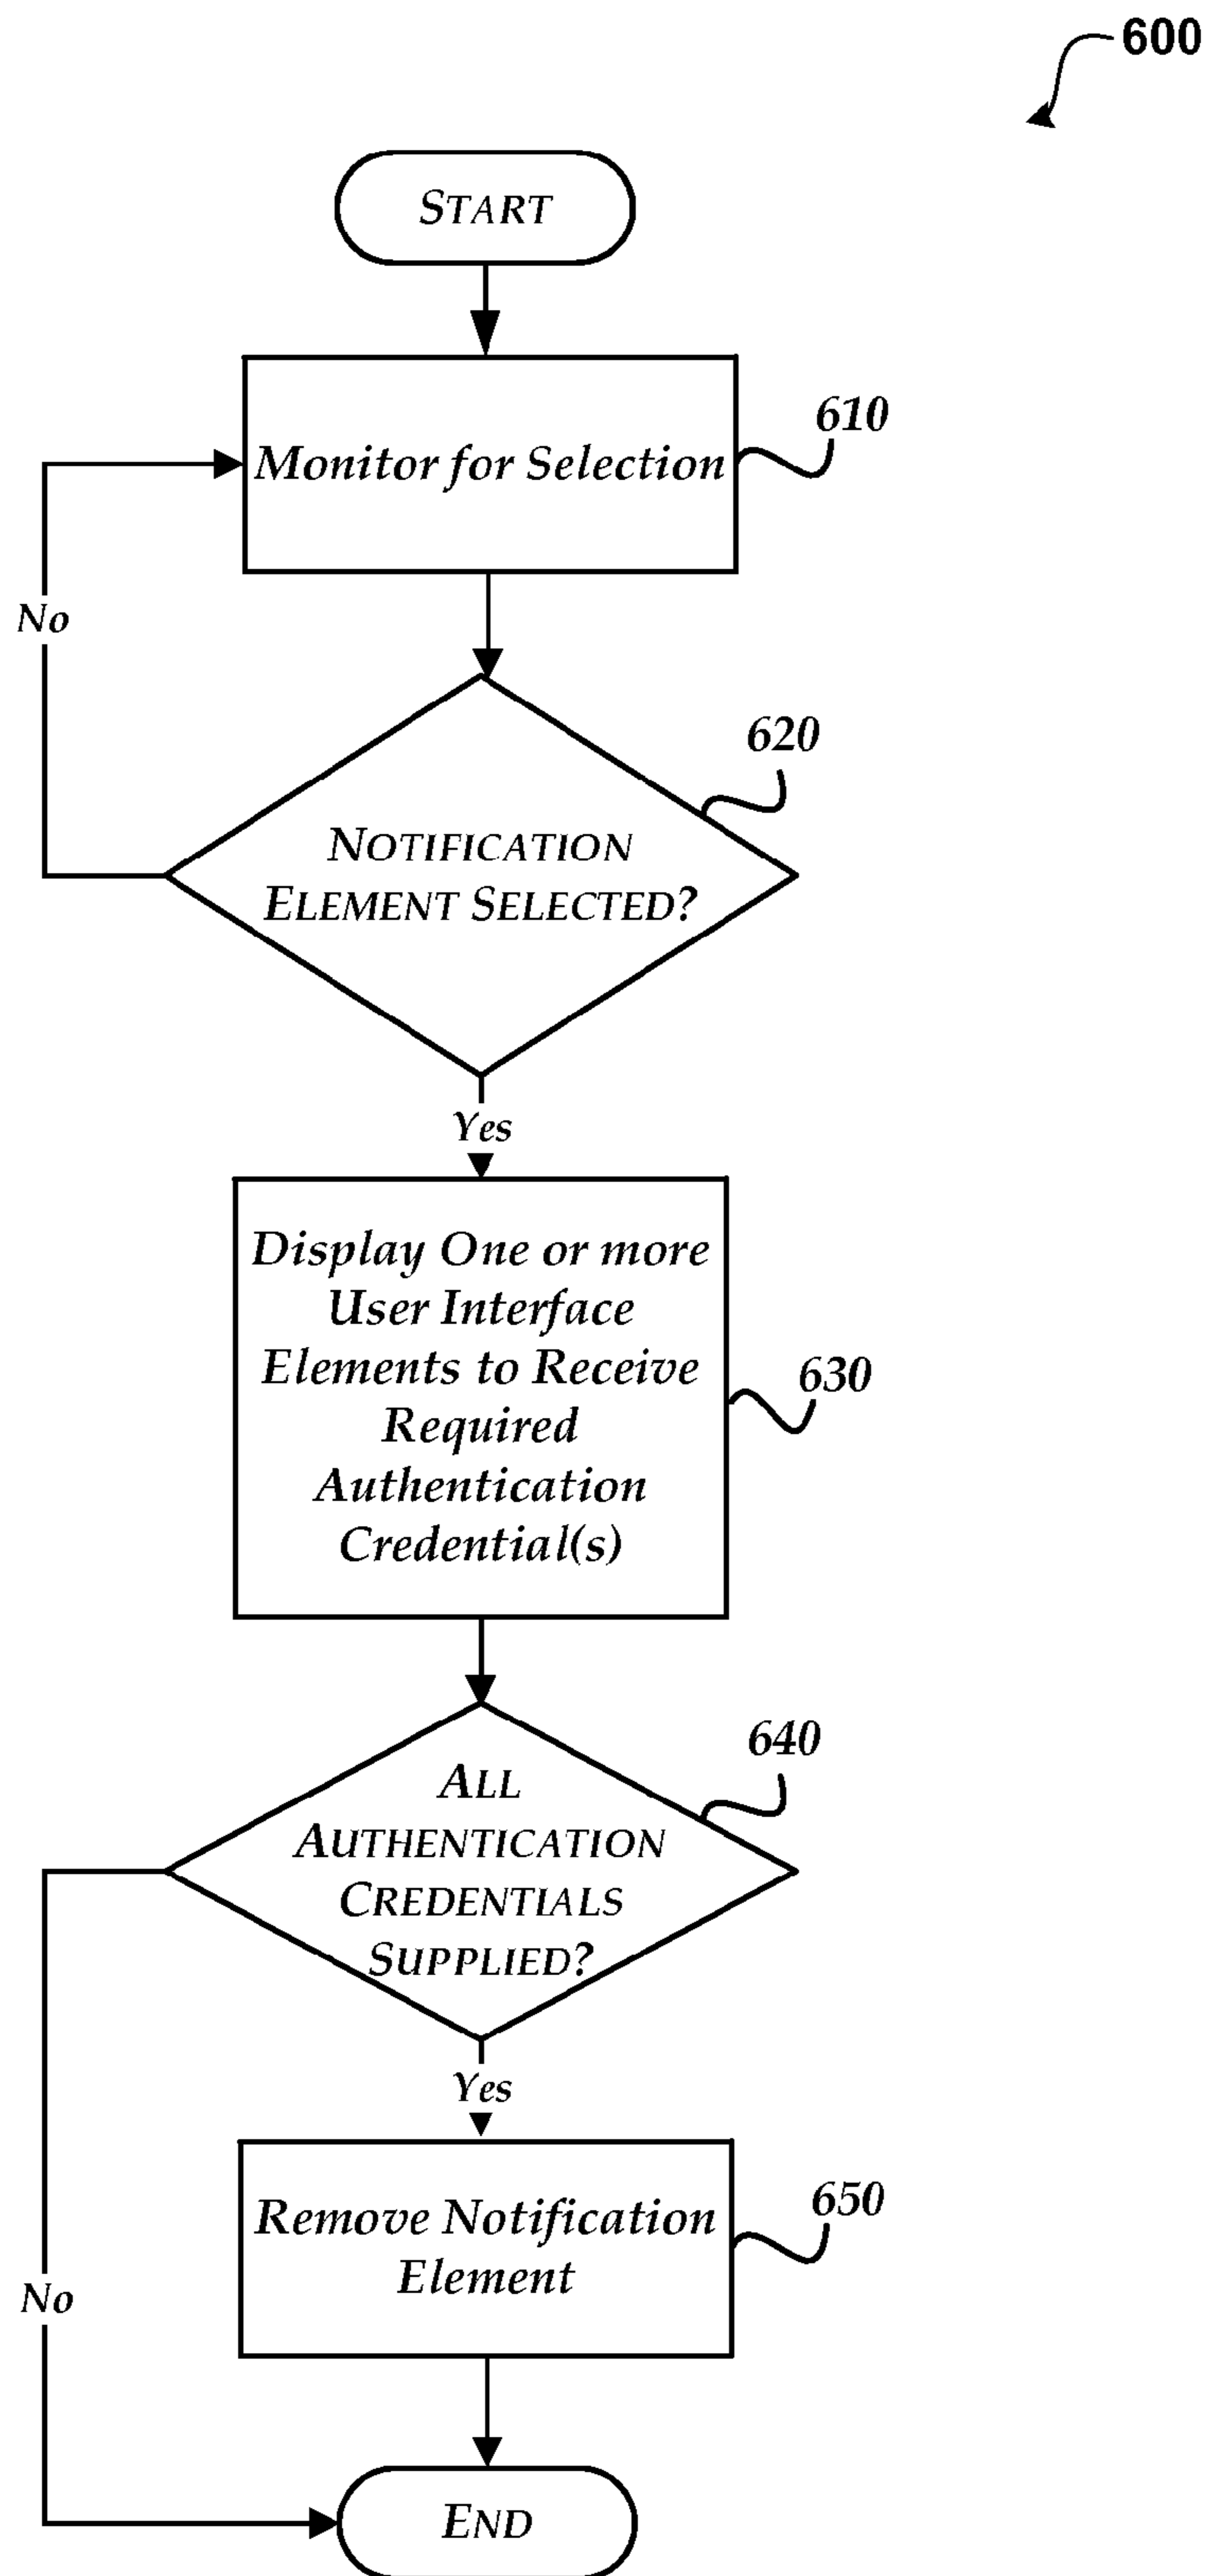 600
START
Monitor for Selection
610
No
620
NOTIFICATION
ELEMENT SELECTED?
Yes
Display One or more
User Interface
Elements to Receive
Required
Authentication
Credential(s)
630
640
ALL
AUTHENTICATION
CREDENTIALS
SUPPLIED?
Yes
Remove Notification
Element
650
No
END